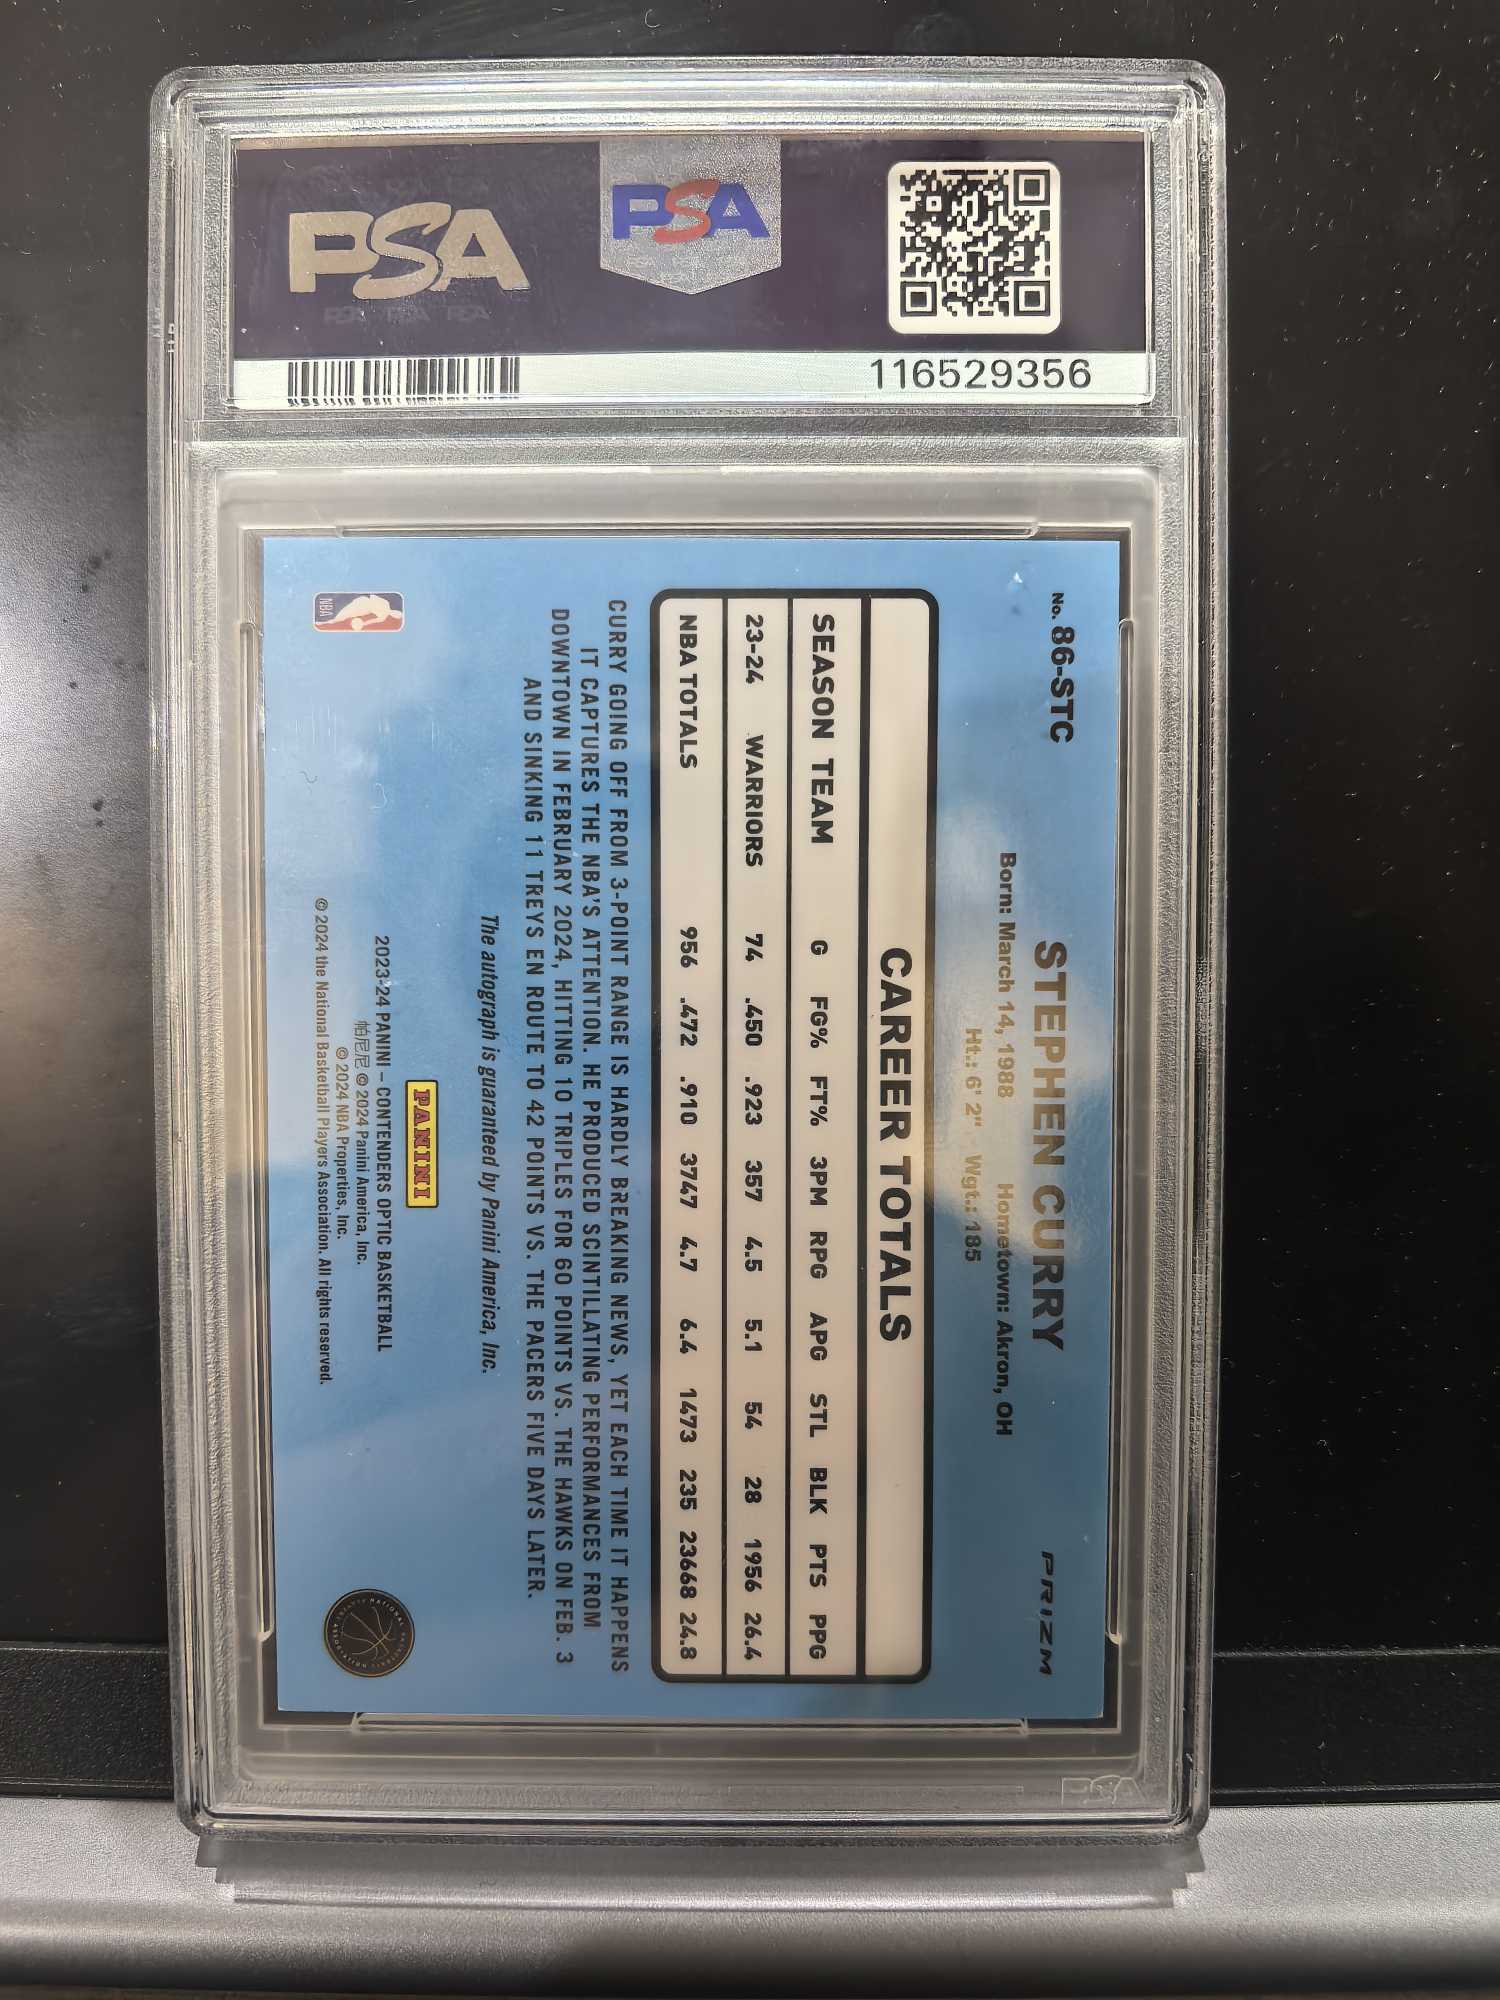 PSA
PSA
116529356
No. 86-STC
STEPHEN CURRY
PRIZM
Born: March 14, 1988 Hometown: Akron, OH
Ht.: 6' 2" Wgt.: 185
CAREER TOTALS
SEASON TEAM G FG% FT% 3PM RPG APG STL BLK PTS PPG
23-24 WARRIORS 74 .450 .923 357 4.5 5.1 54 28 1956 26.4
NBA TOTALS 956 .472 .910 3747 4.7 6.4 1473 235 23668 24.8
CURRY GOING OFF FROM 3-POINT RANGE IS HARDLY BREAKING NEWS, YET EACH TIME IT HAPPENS
IT CAPTURES THE NBA'S ATTENTION. HE PRODUCED SCINTILLATING PERFORMANCES FROM
DOWNTOWN IN FEBRUARY 2024, HITTING 10 TRIPLES FOR 60 POINTS VS. THE HAWKS ON FEB. 3
AND SINKING 11 TREYS EN ROUTE TO 42 POINTS VS. THE PACERS FIVE DAYS LATER.
The autograph is guaranteed by Panini America, Inc.
PANINI
2023-24 PANINI – CONTENDERS OPTIC BASKETBALL
帕尼尼 © 2024 Panini America, Inc.
© 2024 NBA Properties, Inc.
© 2024 the National Basketball Players Association. All rights reserved.
NBA
PSA